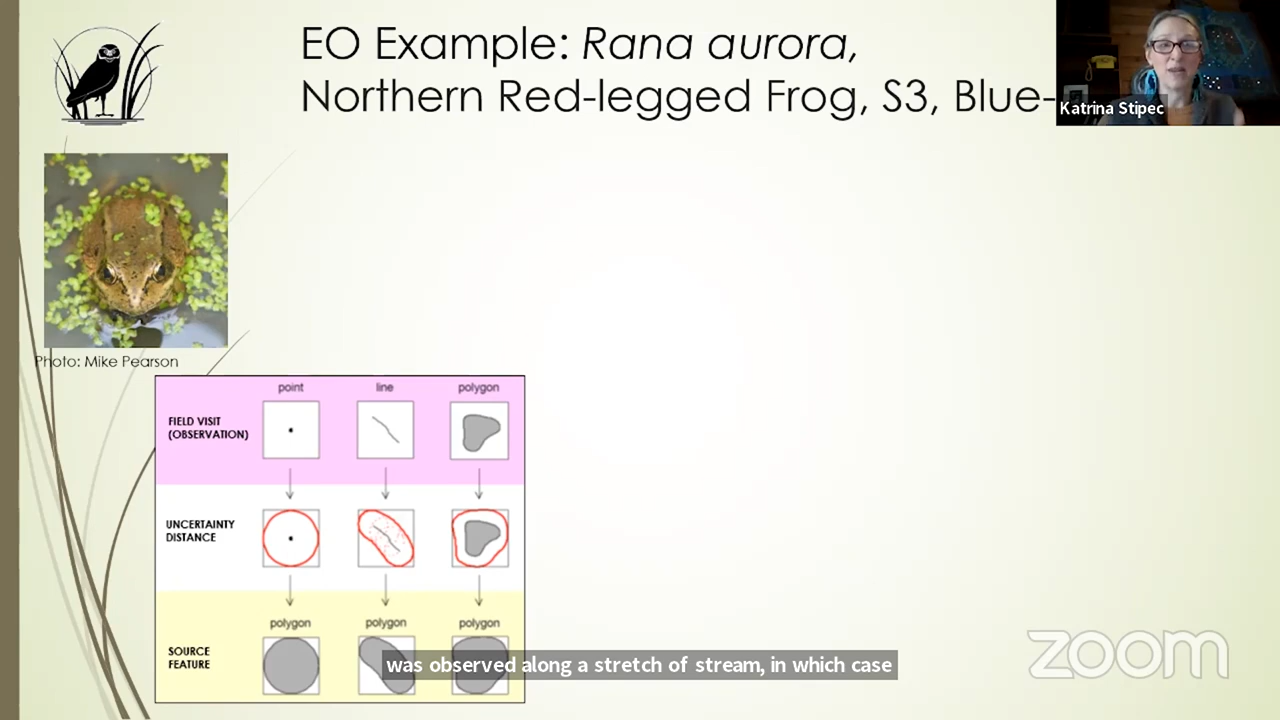 EO Example: Rana aurora,
Northern Red-legged Frog, S3, Blue-
Katrina Stipec
Photo: Mike Pearson
point line polygon
FIELD VISIT
(OBSERVATION)
UNCERTAINTY
DISTANCE
polygon polygon polygon
SOURCE
FEATURE
was observed along a stretch of stream, in which case
zoom